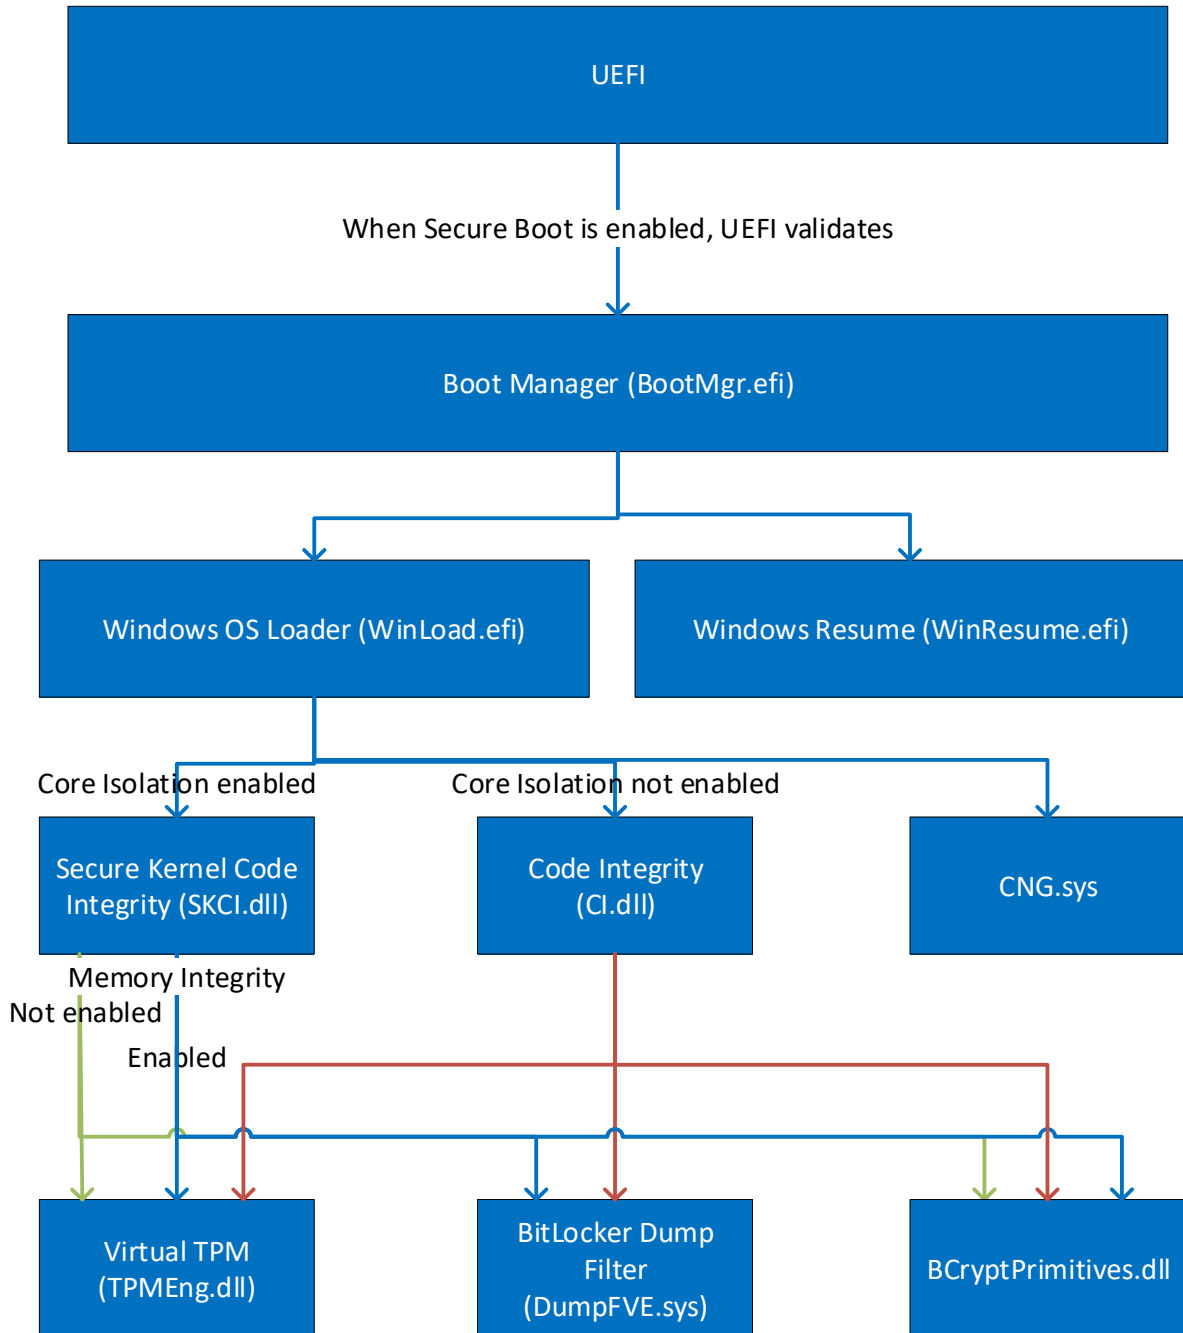 UEFI
When Secure Boot is enabled, UEFI validates
Boot Manager (BootMgr.efi)
Windows OS Loader (WinLoad.efi)
Windows Resume (WinResume.efi)
Core Isolation enabled
Core Isolation not enabled
Secure Kernel Code
Integrity (SKCI.dll)
Code Integrity
(CI.dll)
CNG.sys
Memory Integrity
Not enabled
Enabled
Virtual TPM
(TPMEng.dll)
BitLocker Dump
Filter
(DumpFVE.sys)
BCryptPrimitives.dll